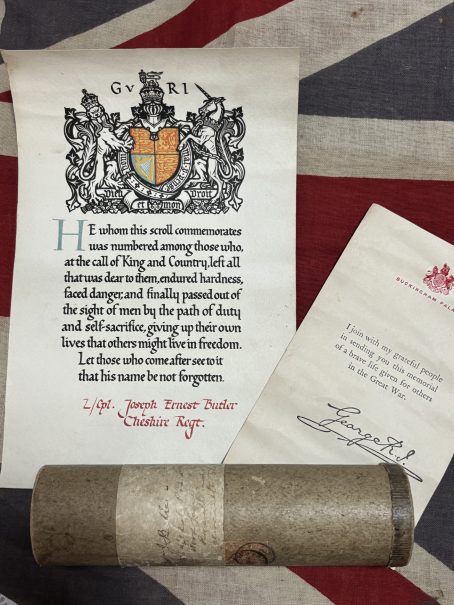 GvRI
Dieu et mon Droit
HE whom this scroll commemorates
was numbered among those who,
at the call of King and Country, left all
that was dear to them, endured hardness,
faced danger, and finally passed out of
the sight of men by the path of duty
and self-sacrifice, giving up their own
lives that others might live in freedom.
Let those who come after see to it
that his name be not forgotten.
L/Cpl. Joseph Ernest Butler
Cheshire Regt.
BUCKINGHAM PALA
I join with my grateful people
in sending you this memorial
of a brave life given for others
in the Great War.
George R.I.